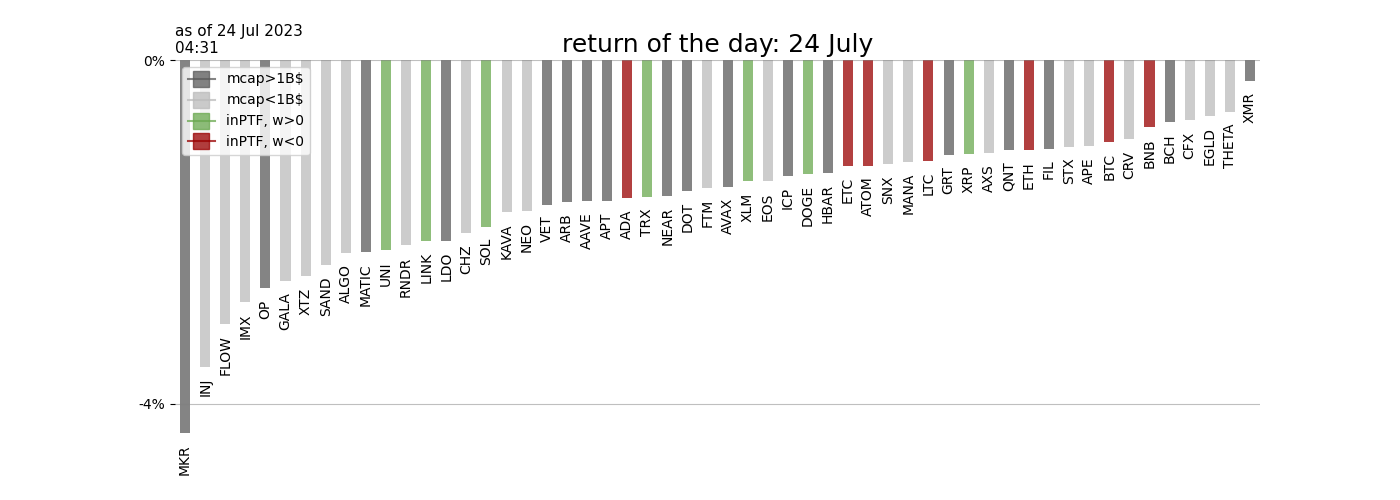 as of 24 Jul 2023
04:31
return of the day: 24 July
0%
-4%
mcap>1B$
mcap<1B$
inPTF, w>0
inPTF, w<0
MKR
INJ
FLOW
IMX
OP
GALA
XTZ
SAND
ALGO
MATIC
UNI
RNDR
LINK
LDO
CHZ
SOL
KAVA
NEO
VET
ARB
AAVE
APT
ADA
TRX
NEAR
DOT
FTM
AVAX
XLM
EOS
ICP
DOGE
HBAR
ETC
ATOM
SNX
MANA
LTC
GRT
XRP
AXS
QNT
ETH
FIL
STX
APE
BTC
CRV
BNB
BCH
CFX
EGLD
THETA
XMR